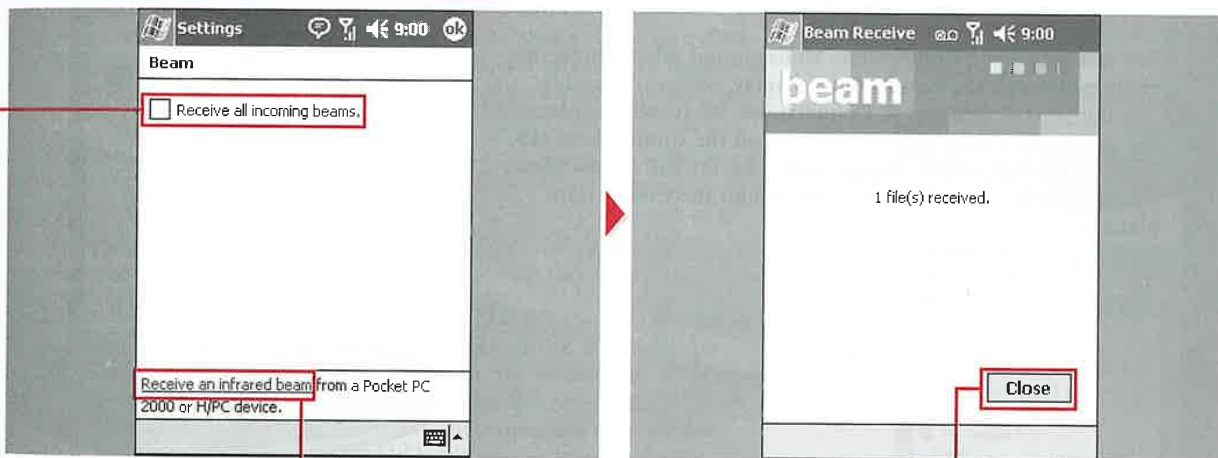 Settings 9:00 ok
Beam
Receive all incoming beams.
Receive an infrared beam from a Pocket PC
2000 or H/PC device.
Beam Receive 9:00
beam
1 file(s) received.
Close